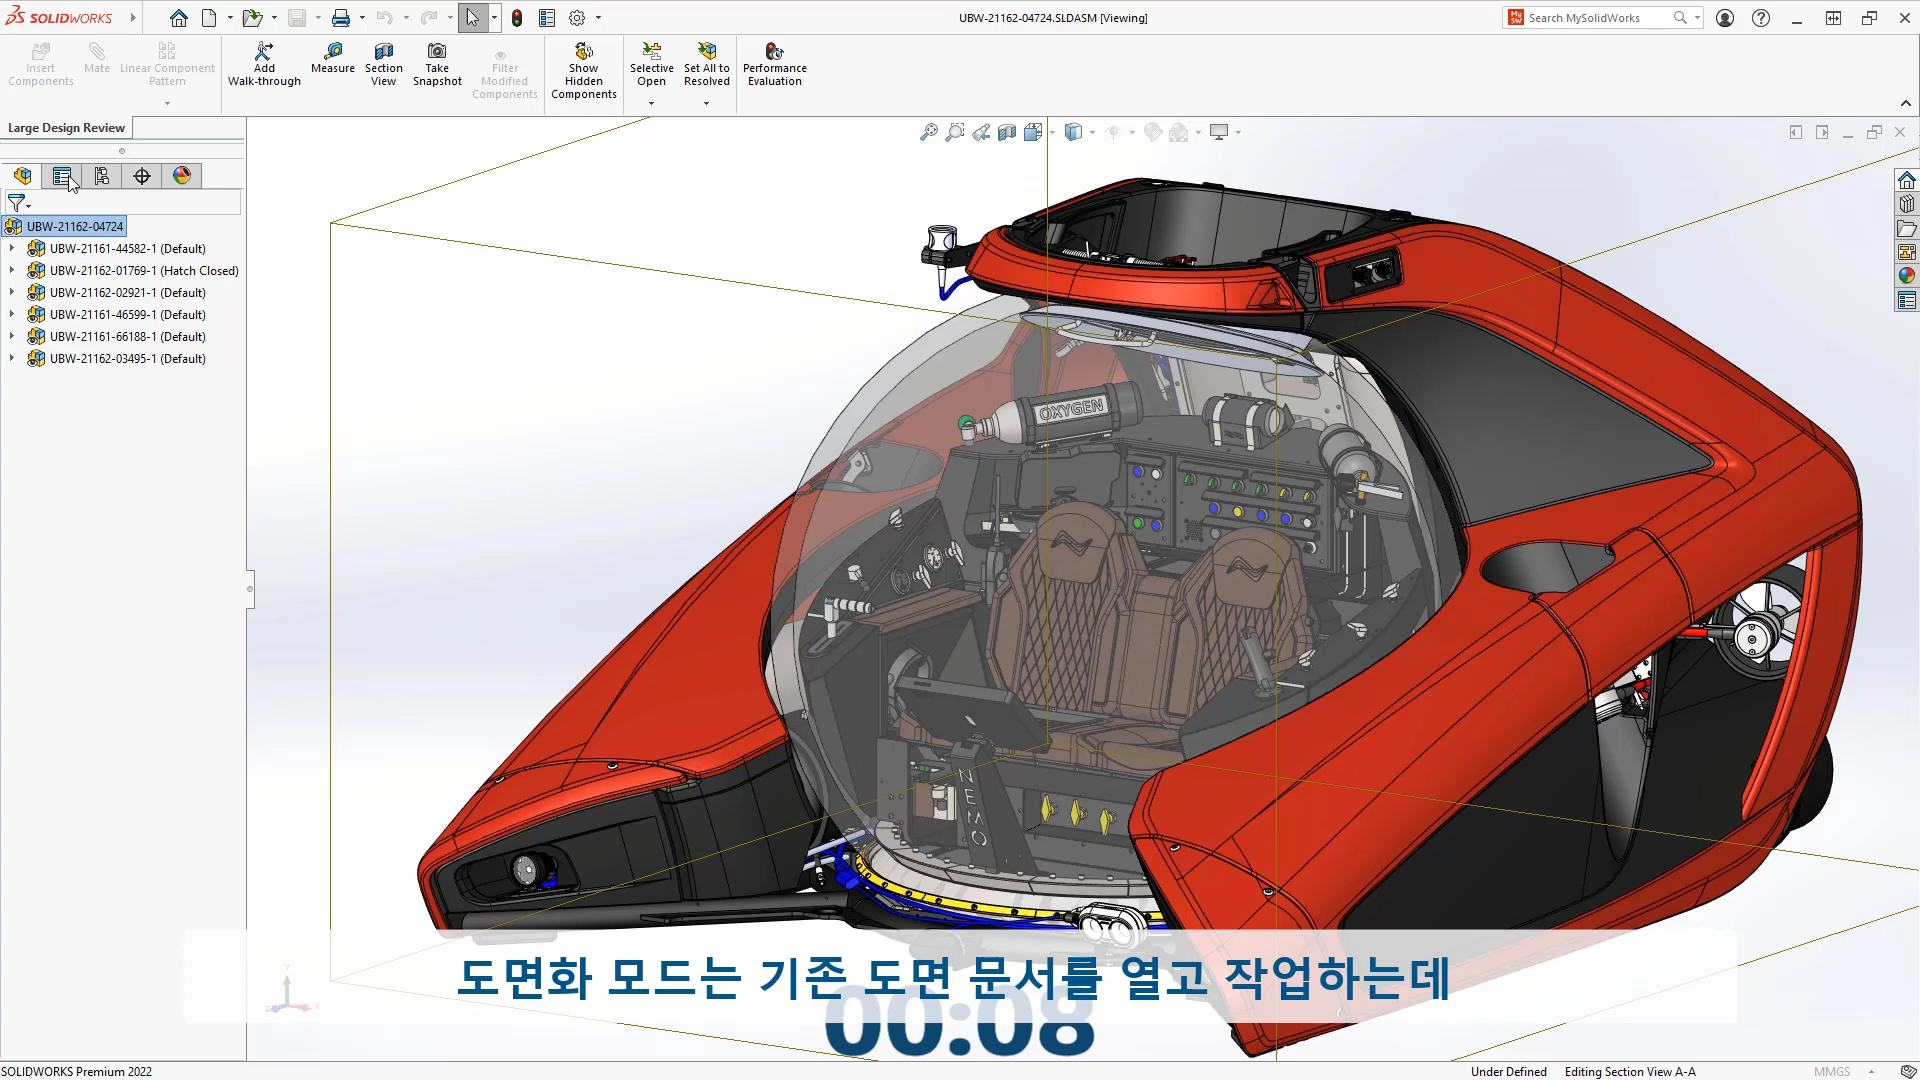 SOLIDWORKS
UBW-21162-04724.SLDASM [Viewing]
Search MySolidWorks
Insert Components
Mate
Linear Component Pattern
Add Walk-through
Measure
Section View
Take Snapshot
Filter Modified Components
Show Hidden Components
Selective Open
Set All to Resolved
Performance Evaluation
Large Design Review
UBW-21162-04724
UBW-21161-44582-1 (Default)
UBW-21162-01769-1 (Hatch Closed)
UBW-21162-02921-1 (Default)
UBW-21161-46599-1 (Default)
UBW-21161-66188-1 (Default)
UBW-21162-03495-1 (Default)
OXYGEN
NEMO
도면화 모드는 기존 도면 문서를 열고 작업하는데
00:08
SOLIDWORKS Premium 2022
Under Defined
Editing Section View A-A
MMGS